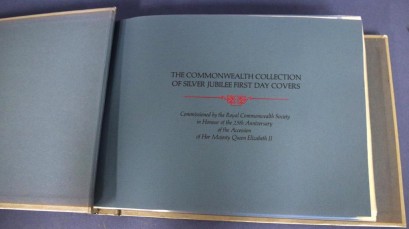 THE COMMONWEALTH COLLECTION
OF SILVER JUBILEE FIRST DAY COVERS
Commissioned by the Royal Commonwealth Society
in Honour of the 25th Anniversary
of the Accession
of Her Majesty Queen Elizabeth II